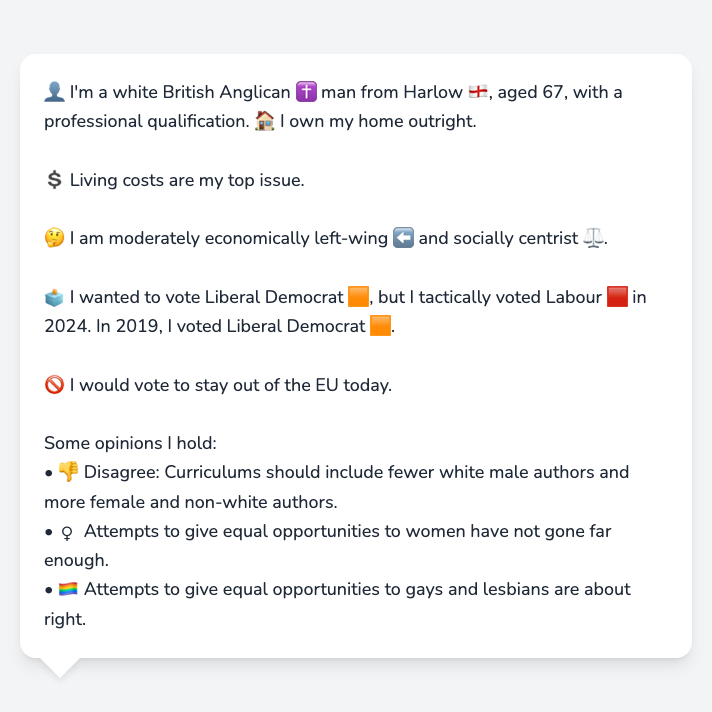 👤 I'm a white British Anglican ✝️ man from Harlow 🏴󠁧󠁢󠁥󠁮󠁧󠁿, aged 67, with a
professional qualification. 🏠 I own my home outright.
💲 Living costs are my top issue.
🤔 I am moderately economically left-wing ⬅️ and socially centrist ⚖️.
🗳️ I wanted to vote Liberal Democrat 🟧, but I tactically voted Labour 🟥 in
2024. In 2019, I voted Liberal Democrat 🟧.
🚫 I would vote to stay out of the EU today.
Some opinions I hold:
• 👎 Disagree: Curriculums should include fewer white male authors and
more female and non-white authors.
• ♀ Attempts to give equal opportunities to women have not gone far
enough.
• 🏳️‍🌈 Attempts to give equal opportunities to gays and lesbians are about
right.